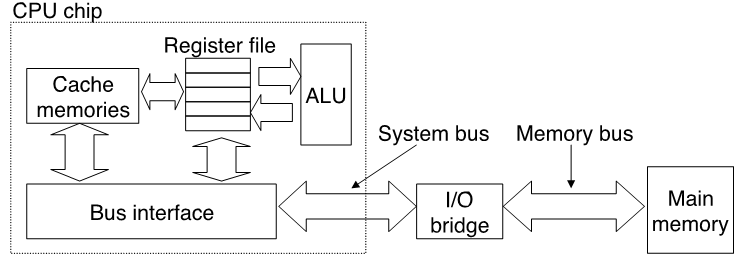 CPU chip
Register file
Cache
memories
ALU
System bus
Memory bus
Bus interface
I/O
bridge
Main
memory